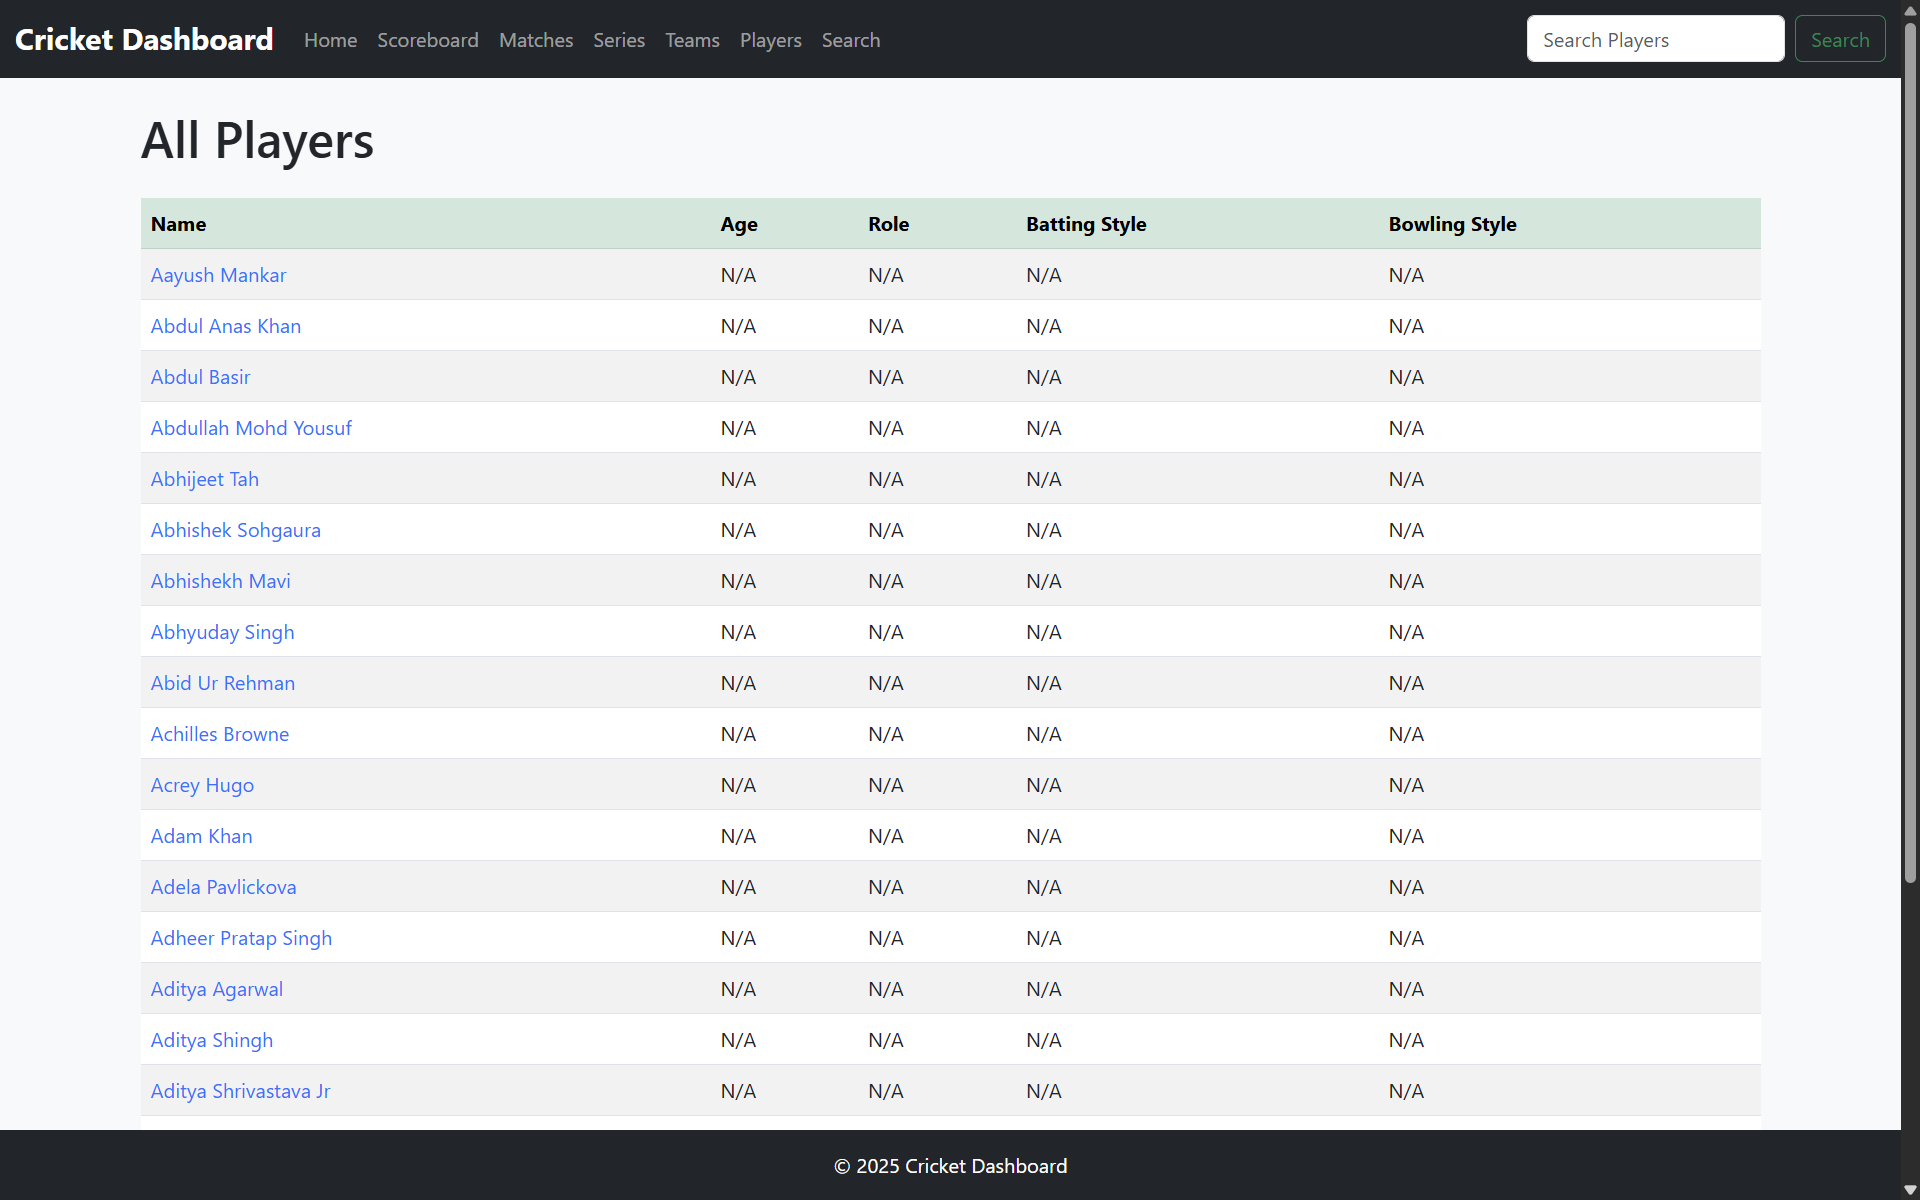 Cricket Dashboard Home Scoreboard Matches Series Teams Players Search Search Players Search
All Players
Name Age Role Batting Style Bowling Style
Aayush Mankar N/A N/A N/A N/A
Abdul Anas Khan N/A N/A N/A N/A
Abdul Basir N/A N/A N/A N/A
Abdullah Mohd Yousuf N/A N/A N/A N/A
Abhijeet Tah N/A N/A N/A N/A
Abhishek Sohgaura N/A N/A N/A N/A
Abhishekh Mavi N/A N/A N/A N/A
Abhyuday Singh N/A N/A N/A N/A
Abid Ur Rehman N/A N/A N/A N/A
Achilles Browne N/A N/A N/A N/A
Acrey Hugo N/A N/A N/A N/A
Adam Khan N/A N/A N/A N/A
Adela Pavlickova N/A N/A N/A N/A
Adheer Pratap Singh N/A N/A N/A N/A
Aditya Agarwal N/A N/A N/A N/A
Aditya Shingh N/A N/A N/A N/A
Aditya Shrivastava Jr N/A N/A N/A N/A
© 2025 Cricket Dashboard